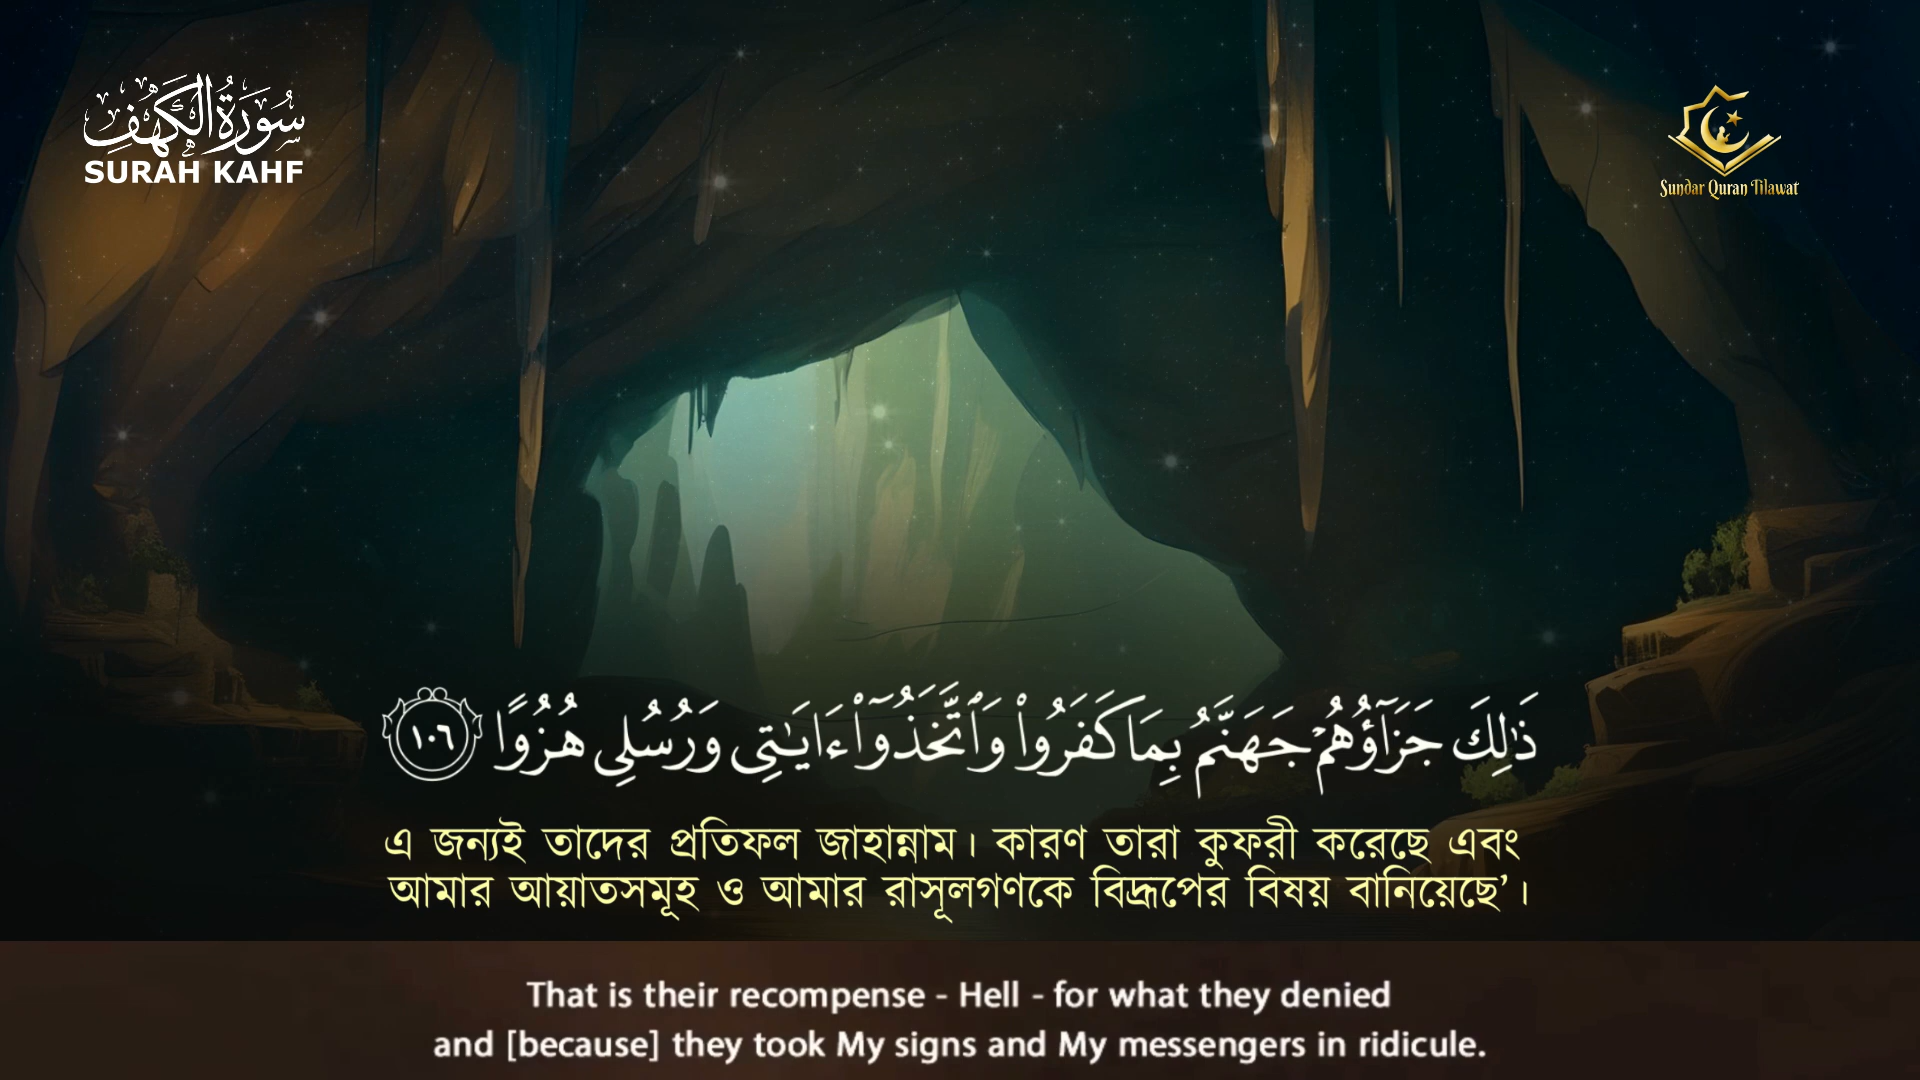 سُورَةُ الْكَهْفِ
SURAH KAHF
Sundar Quran Tilawat
ذَٰلِكَ جَزَآؤُهُمْ جَهَنَّمُ بِمَا كَفَرُوا۟ وَٱتَّخَذُوٓا۟ ءَايَـٰتِى وَرُسُلِى هُزُوًا ١٠٦
এ জন্যই তাদের প্রতিফল জাহান্নাম। কারণ তারা কুফরী করেছে এবং
আমার আয়াতসমূহ ও আমার রাসূলগণকে বিদ্রূপের বিষয় বানিয়েছে’।
That is their recompense - Hell - for what they denied
and [because] they took My signs and My messengers in ridicule.